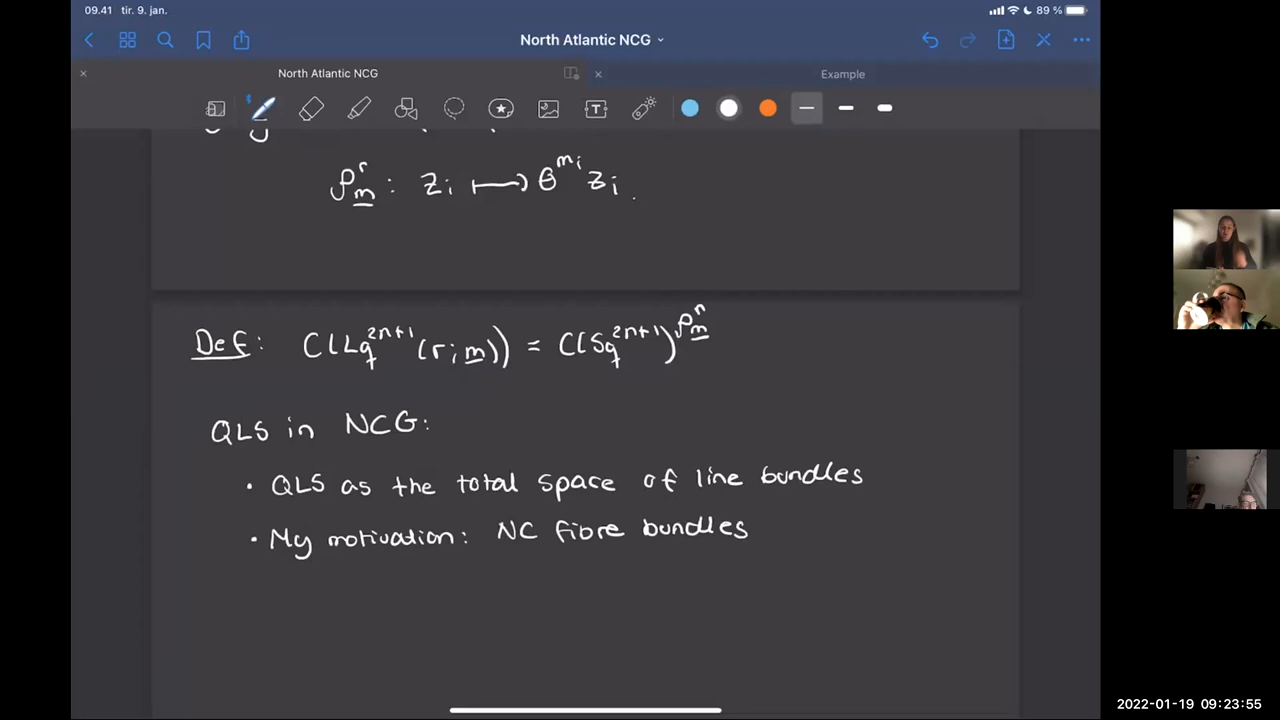 09.41 tir. 9. jan.
89 %
North Atlantic NCG
North Atlantic NCG
Example
ρ_m^r : z_i ⟼ θ^{m_i} z_i .
Def: C(L_q^{2n+1}(r; m)) = C(S_q^{2n+1})^{ρ_m^r}
QLS in NCG:
• QLS as the total space of line bundles
• My motivation: NC fibre bundles
2022-01-19 09:23:55